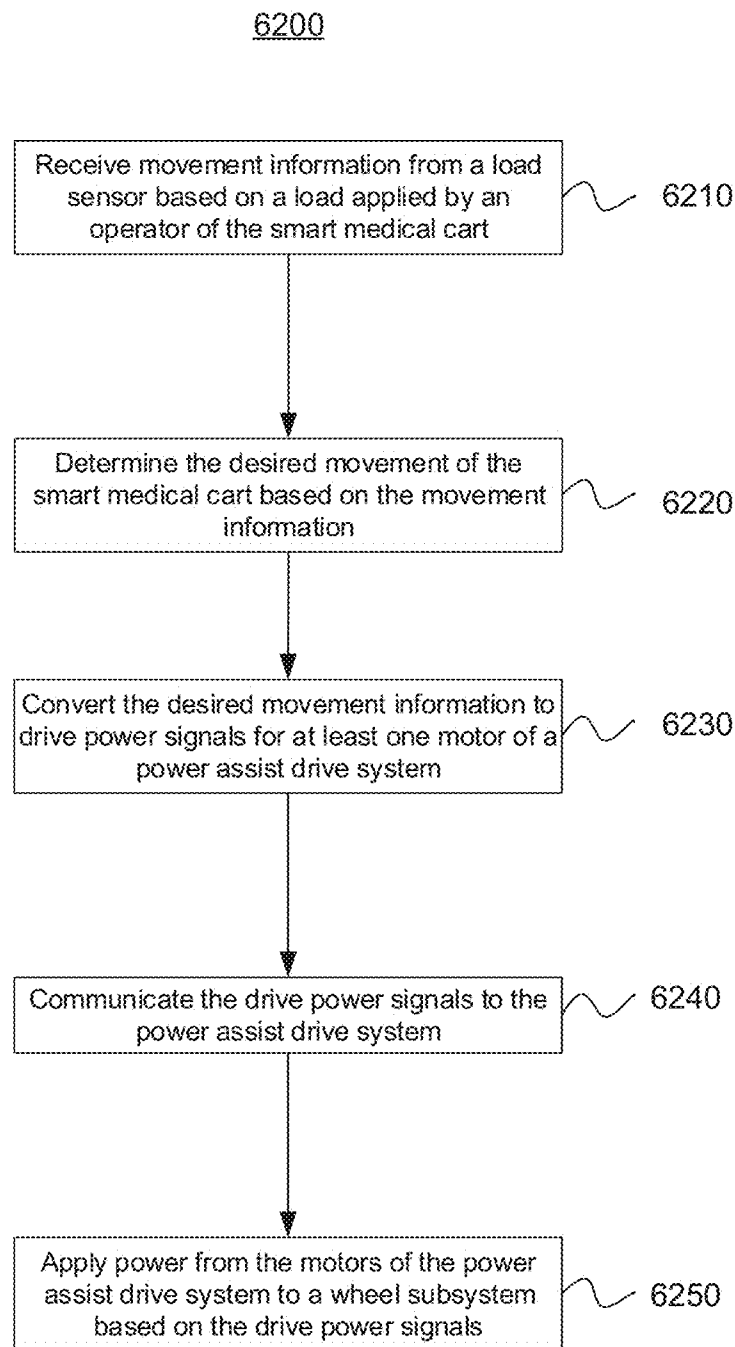 6200
Receive movement information from a load
sensor based on a load applied by an
operator of the smart medical cart
6210
Determine the desired movement of the
smart medical cart based on the movement
information
6220
Convert the desired movement information to
drive power signals for at least one motor of a
power assist drive system
6230
Communicate the drive power signals to the
power assist drive system
6240
Apply power from the motors of the power
assist drive system to a wheel subsystem
based on the drive power signals
6250